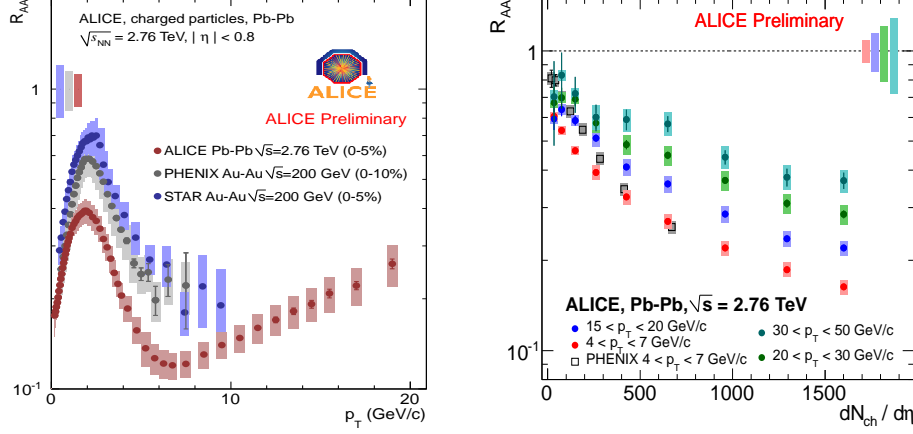 R_AA
ALICE, charged particles, Pb-Pb
√s_NN = 2.76 TeV, | η | < 0.8
ALICE
ALICE Preliminary
ALICE Pb-Pb √s=2.76 TeV (0-5%)
PHENIX Au-Au √s=200 GeV (0-10%)
STAR Au-Au √s=200 GeV (0-5%)
1
10⁻¹
0 10 20
p_T (GeV/c)
R_AA
ALICE Preliminary
1
ALICE, Pb-Pb, √s = 2.76 TeV
15 < p_T < 20 GeV/c
4 < p_T < 7 GeV/c
PHENIX 4 < p_T < 7 GeV/c
30 < p_T < 50 GeV/c
20 < p_T < 30 GeV/c
10⁻¹
0 500 1000 1500
dN_ch / dη